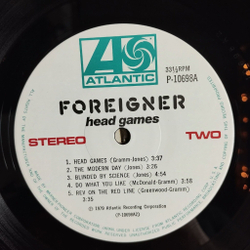 33⅓RPM
P-10698A
ATLANTIC
FOREIGNER
head games
STEREO
TWO
1. HEAD GAMES (Gramm-Jones) 3:37
2. THE MODERN DAY (Jones) 3:26
3. BLINDED BY SCIENCE (Jones) 4:54
4. DO WHAT YOU LIKE (McDonald-Gramm) 3:58
5. REV ON THE RED LINE (Greenwood-Gramm)
3:35
℗ 1979 Atlantic Recording Corporation
(P-10698A2)